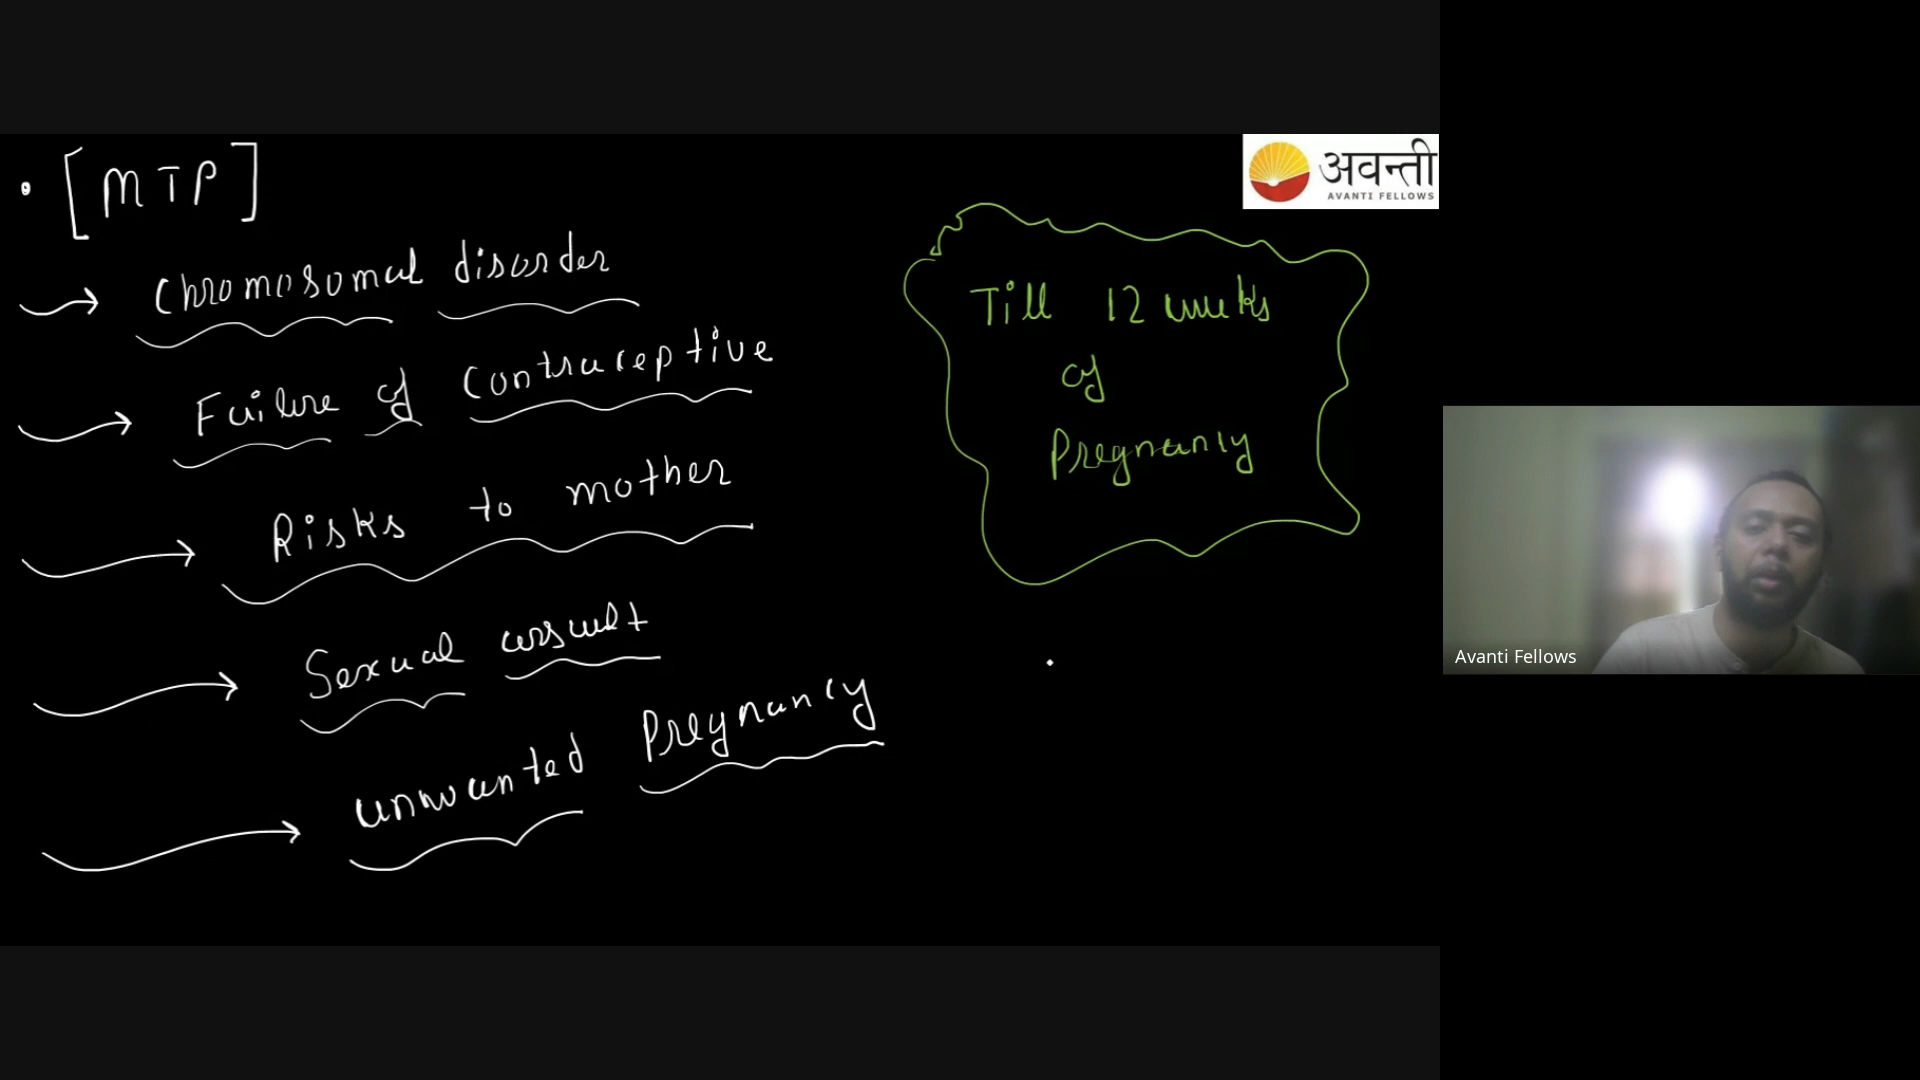 [MTP]
Chromosomal disorder
Failure of Contraceptive
Risks to mother
Sexual assult
unwanted Pregnancy
Till 12 weeks
of
Pregnancy
अवन्ती
AVANTI FELLOWS
Avanti Fellows